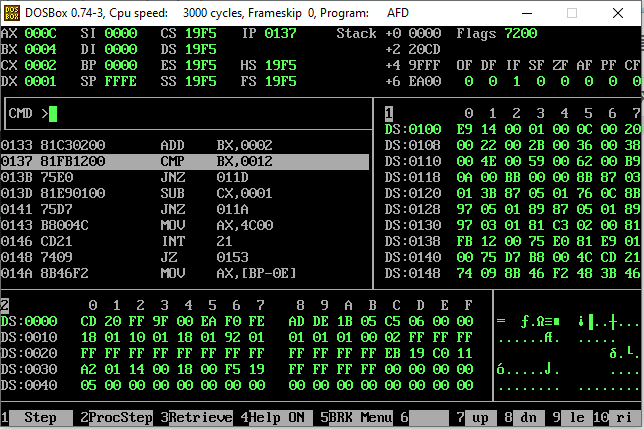 DOS BOX DOSBox 0.74-3, Cpu speed: 3000 cycles, Frameskip 0, Program: AFD
AX 000C SI 0000 CS 19F5 IP 0137 Stack +0 0000 Flags 7200
BX 0004 DI 0000 DS 19F5 +2 20CD
CX 0002 BP 0000 ES 19F5 HS 19F5 +4 9FFF OF DF IF SF ZF AF PF CF
DX 0001 SP FFFE SS 19F5 FS 19F5 +6 EA00 0 0 1 0 0 0 0 0
CMD >
1 0 1 2 3 4 5 6 7
DS:0100 E9 14 00 01 00 0C 00 20
0133 81C30200 ADD BX,0002 DS:0108 00 22 00 2B 00 36 00 38
0137 81FB1200 CMP BX,0012 DS:0110 00 4E 00 59 00 62 00 B9
013B 75E0 JNZ 011D DS:0118 0A 00 BB 00 00 8B 87 03
013D 81E90100 SUB CX,0001 DS:0120 01 3B 87 05 01 76 0C 8B
0141 75D7 JNZ 011A DS:0128 97 05 01 89 87 05 01 89
0143 B8004C MOV AX,4C00 DS:0130 97 03 01 81 C3 02 00 81
0146 CD21 INT 21 DS:0138 FB 12 00 75 E0 81 E9 01
0148 7409 JZ 0153 DS:0140 00 75 D7 B8 00 4C CD 21
014A 8B46F2 MOV AX,[BP-0E] DS:0148 74 09 8B 46 F2 48 3B 46
2 0 1 2 3 4 5 6 7 8 9 A B C D E F
DS:0000 CD 20 FF 9F 00 EA F0 FE AD DE 1B 05 C5 06 00 00 = ƒ.Ω≡■ ¡▐..┼.
DS:0010 18 01 10 01 18 01 92 01 01 01 01 00 02 FF FF FF ......Æ. .....
DS:0020 FF FF FF FF FF FF FF FF FF FF FF FF EB 19 C0 11 δ.└.
DS:0030 A2 01 14 00 18 00 F5 19 FF FF FF FF 00 00 00 00 ó.....⌡. ....
DS:0040 05 00 00 00 00 00 00 00 00 00 00 00 00 00 00 00 ........ ........
1 Step 2 ProcStep 3 Retrieve 4 Help ON 5 BRK Menu 6 7 up 8 dn 9 le 10 ri